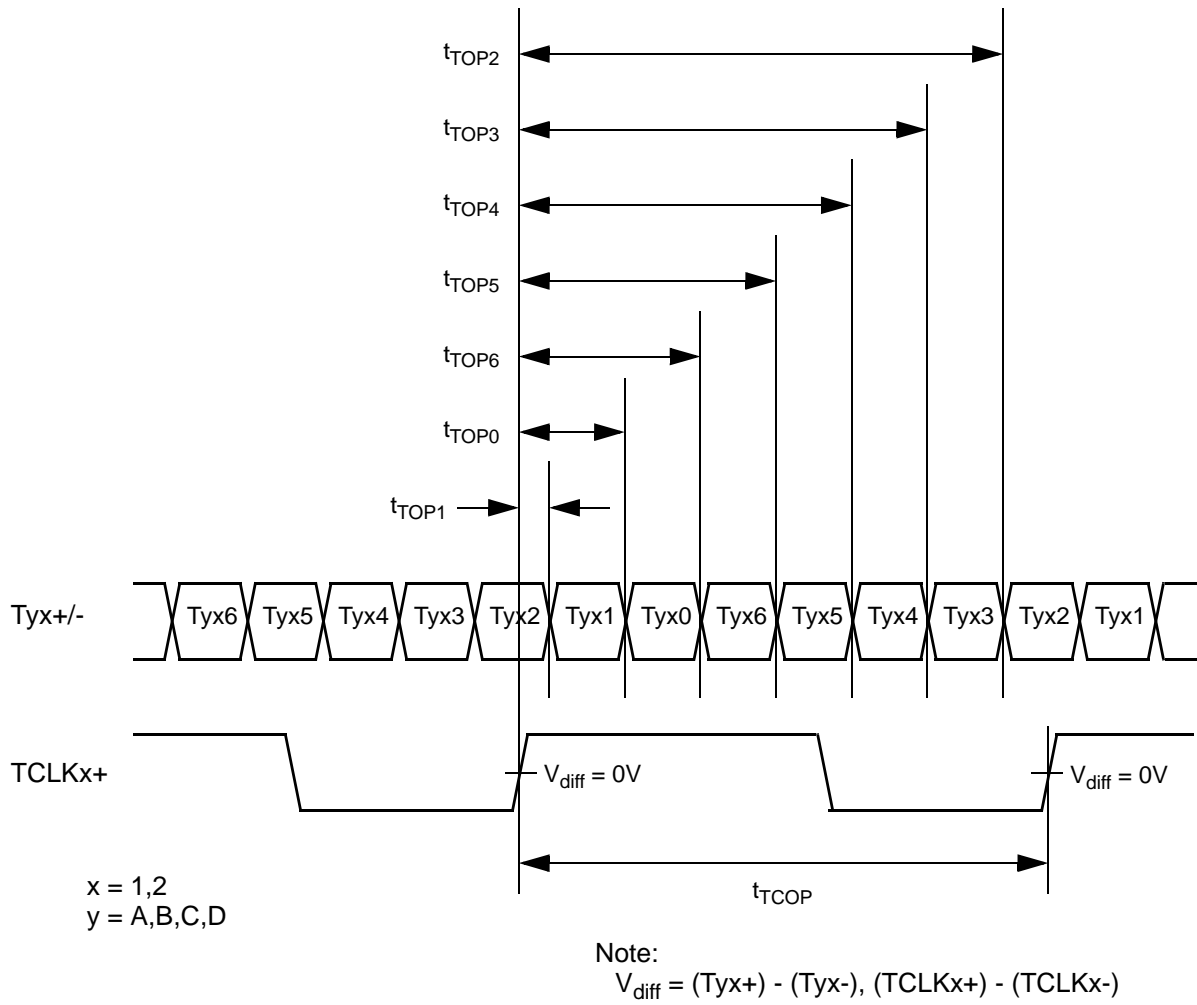 tTOP2
tTOP3
tTOP4
tTOP5
tTOP6
tTOP0
tTOP1
Tyx+/- Tyx6 Tyx5 Tyx4 Tyx3 Tyx2 Tyx1 Tyx0 Tyx6 Tyx5 Tyx4 Tyx3 Tyx2 Tyx1
TCLKx+ Vdiff = 0V Vdiff = 0V
tTCOP
x = 1,2
y = A,B,C,D
Note:
Vdiff = (Tyx+) - (Tyx-), (TCLKx+) - (TCLKx-)